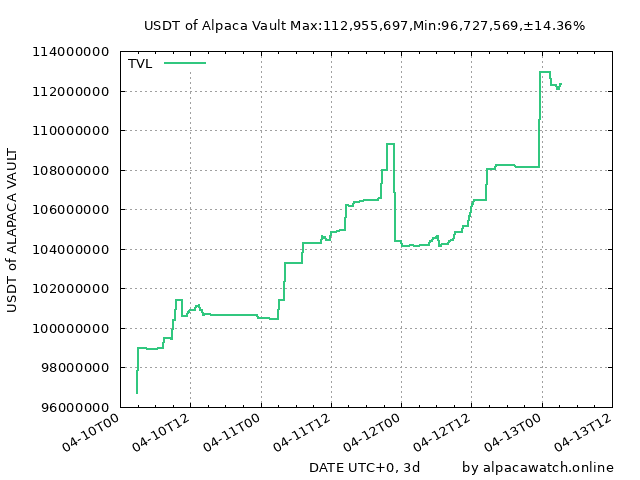 USDT of Alpaca Vault Max:112,955,697,Min:96,727,569,±14.36%
TVL
114000000
112000000
110000000
108000000
106000000
104000000
102000000
100000000
98000000
96000000
USDT of ALAPACA VAULT
04-10T00
04-10T12
04-11T00
04-11T12
04-12T00
04-12T12
04-13T00
04-13T12
DATE UTC+0, 3d
by alpacawatch.online